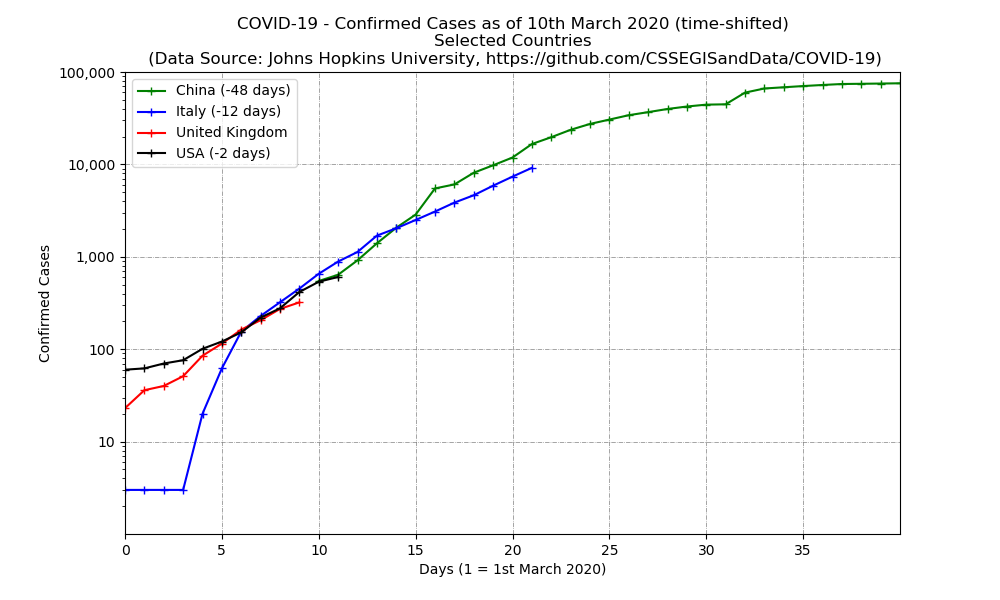 COVID-19 - Confirmed Cases as of 10th March 2020 (time-shifted)
Selected Countries
(Data Source: Johns Hopkins University, https://github.com/CSSEGISandData/COVID-19)
100,000
10,000
1,000
100
10
Confirmed Cases
China (-48 days)
Italy (-12 days)
United Kingdom
USA (-2 days)
0 5 10 15 20 25 30 35
Days (1 = 1st March 2020)